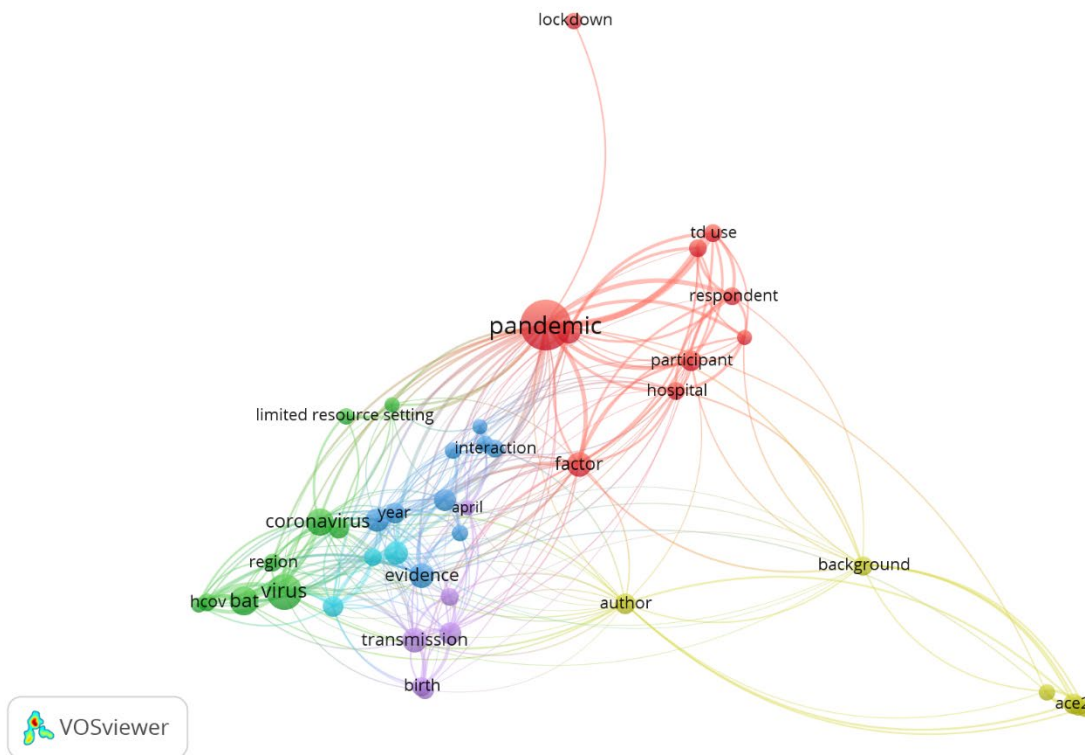 lockdown
td use
respondent
pandemic
participant
hospital
limited resource setting
interaction
factor
april
year
coronavirus
region
evidence
background
virus
bat
hcov
author
transmission
birth
ace2
VOSviewer